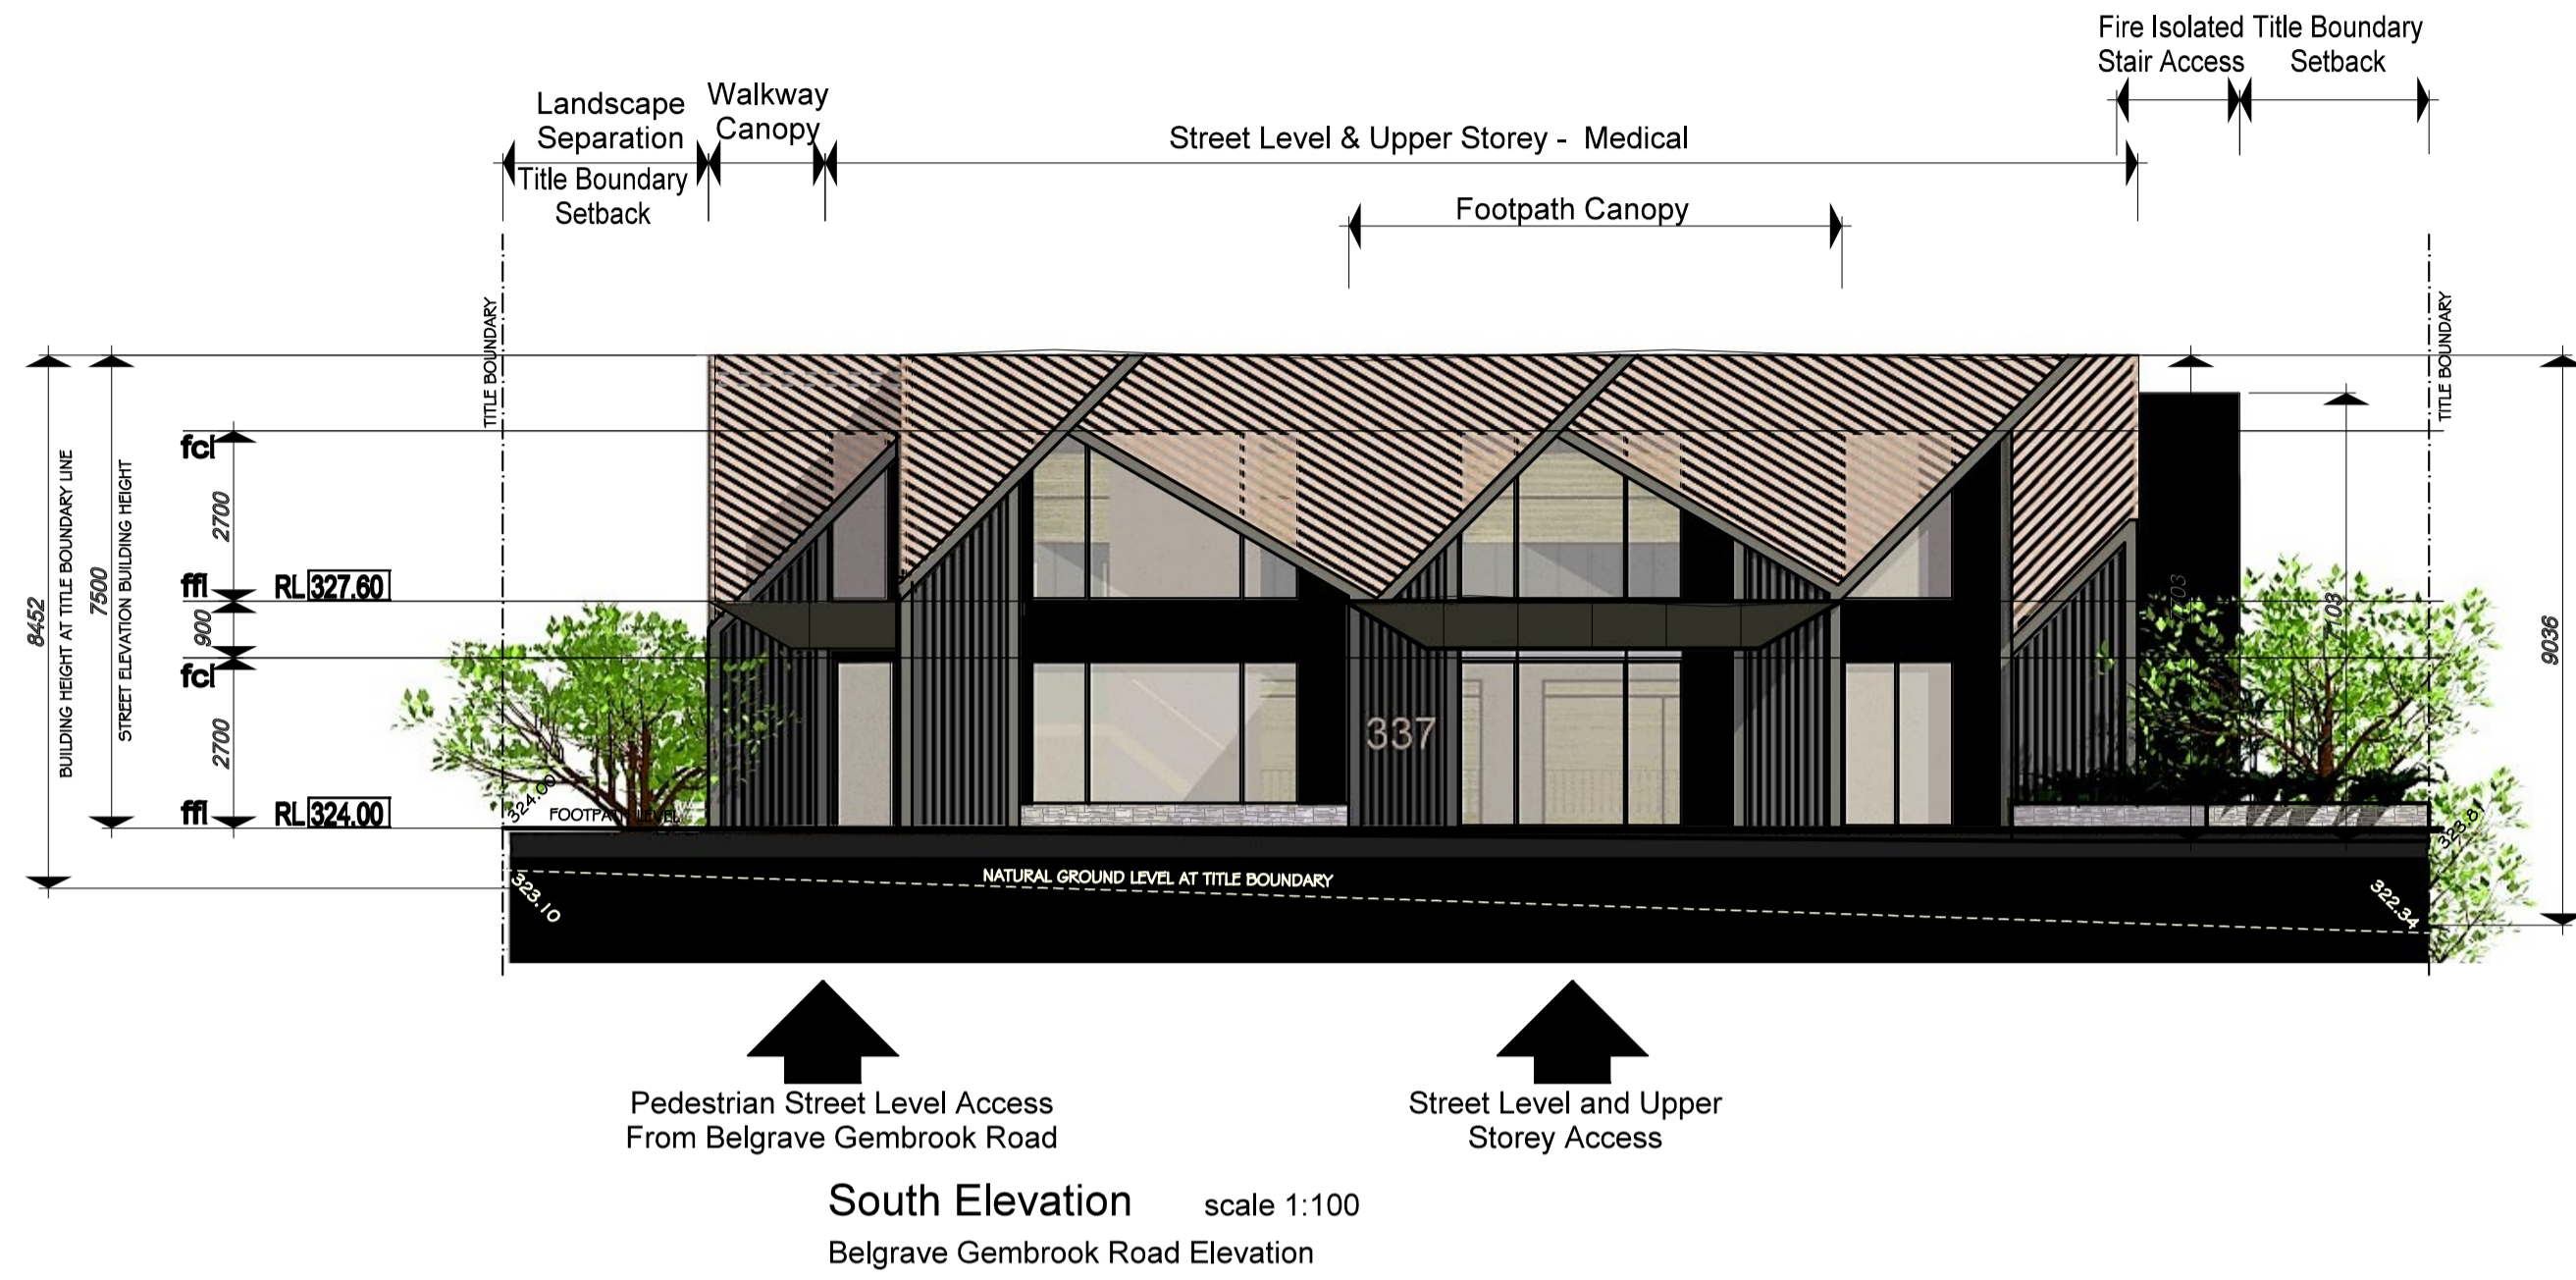 Fire Isolated Title Boundary
Stair Access Setback
Landscape
Separation
Walkway
Canopy
Title Boundary
Setback
Street Level & Upper Storey - Medical
Footpath Canopy
TITLE BOUNDARY
TITLE BOUNDARY
8452
BUILDING HEIGHT AT TITLE BOUNDARY LINE
7500
STREET ELEVATION BUILDING HEIGHT
fcl
2700
ffl RL 327.60
900
fcl
2700
ffl RL 324.00
324.00
FOOTPATH LEVEL
337
7103
9036
323.81
NATURAL GROUND LEVEL AT TITLE BOUNDARY
323.10
322.34
Pedestrian Street Level Access
From Belgrave Gembrook Road
Street Level and Upper
Storey Access
South Elevation scale 1:100
Belgrave Gembrook Road Elevation